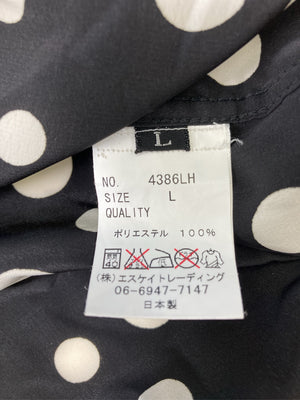 L
NO. 4386LH
SIZE L
QUALITY
ポリエステル 100%
(株)エスケイトレーディング
06-6947-7147
日本製